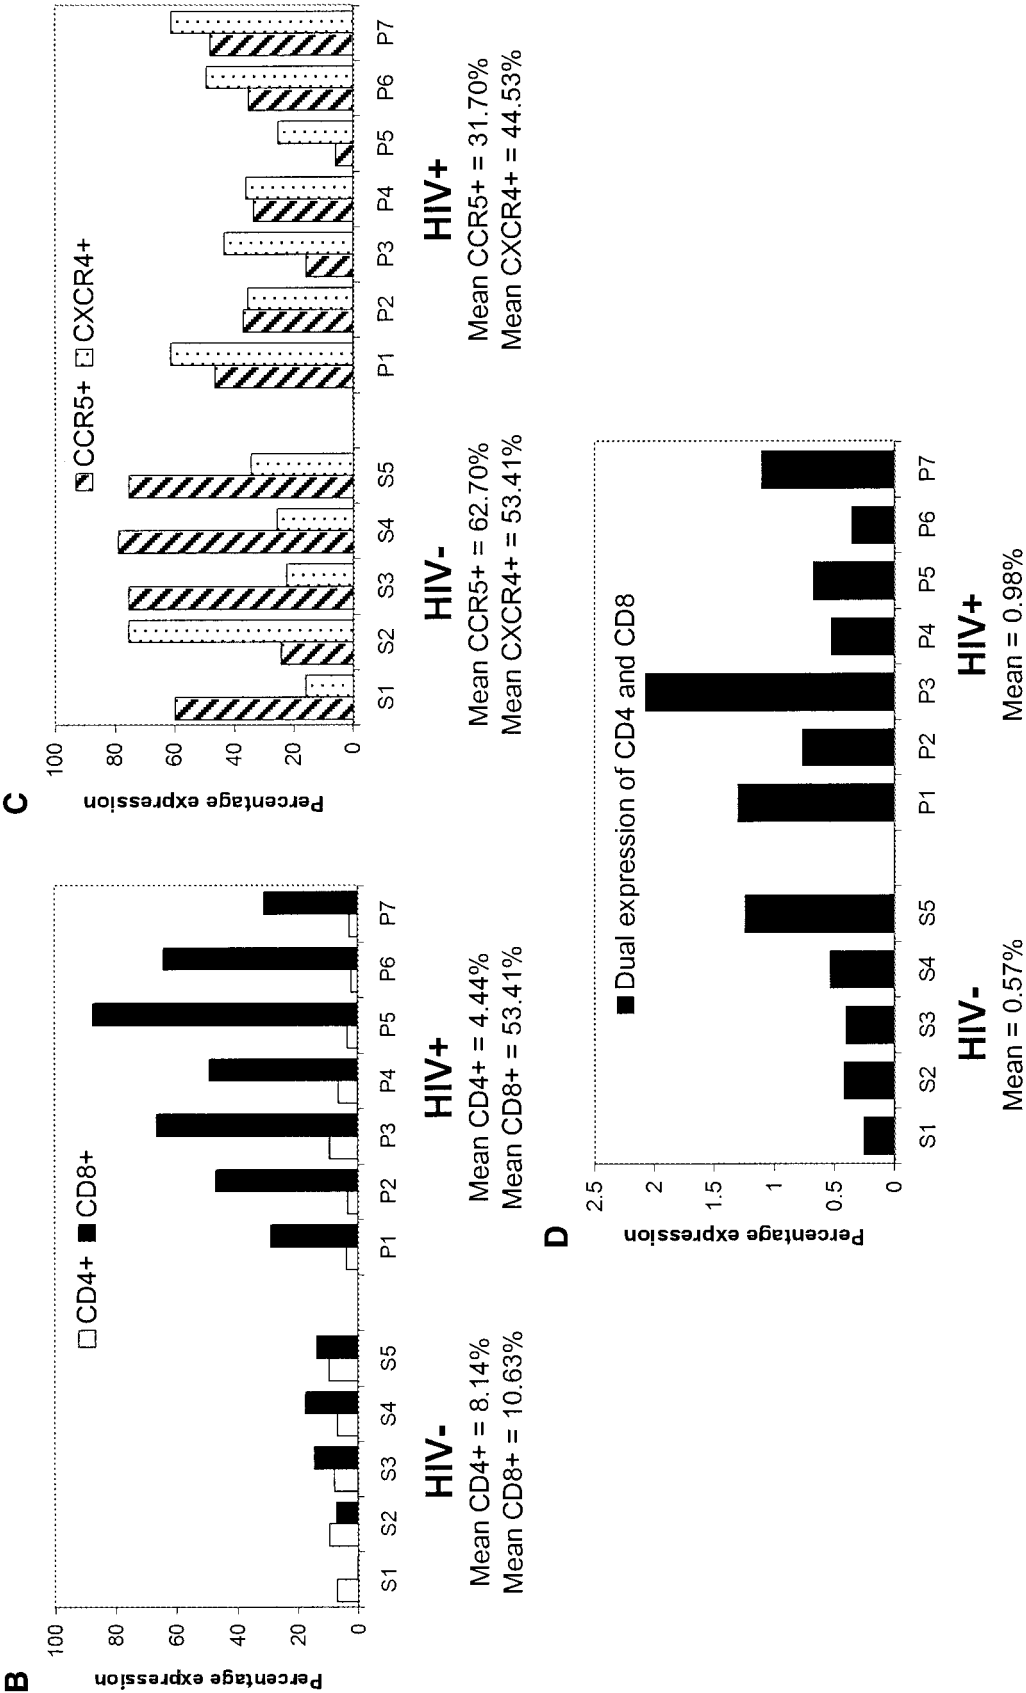 B
CD4+ CD8+
Percentage expression
100
80
60
40
20
0
S1 S2 S3 S4 S5 P1 P2 P3 P4 P5 P6 P7
HIV- HIV+
Mean CD4+ = 8.14% Mean CD4+ = 4.44%
Mean CD8+ = 10.63% Mean CD8+ = 53.41%
C
CCR5+ CXCR4+
Percentage expression
100
80
60
40
20
0
S1 S2 S3 S4 S5 P1 P2 P3 P4 P5 P6 P7
HIV- HIV+
Mean CCR5+ = 62.70% Mean CCR5+ = 31.70%
Mean CXCR4+ = 53.41% Mean CXCR4+ = 44.53%
D
Dual expression of CD4 and CD8
Percentage expression
2.5
2
1.5
1
0.5
0
S1 S2 S3 S4 S5 P1 P2 P3 P4 P5 P6 P7
HIV- HIV+
Mean = 0.57% Mean = 0.98%